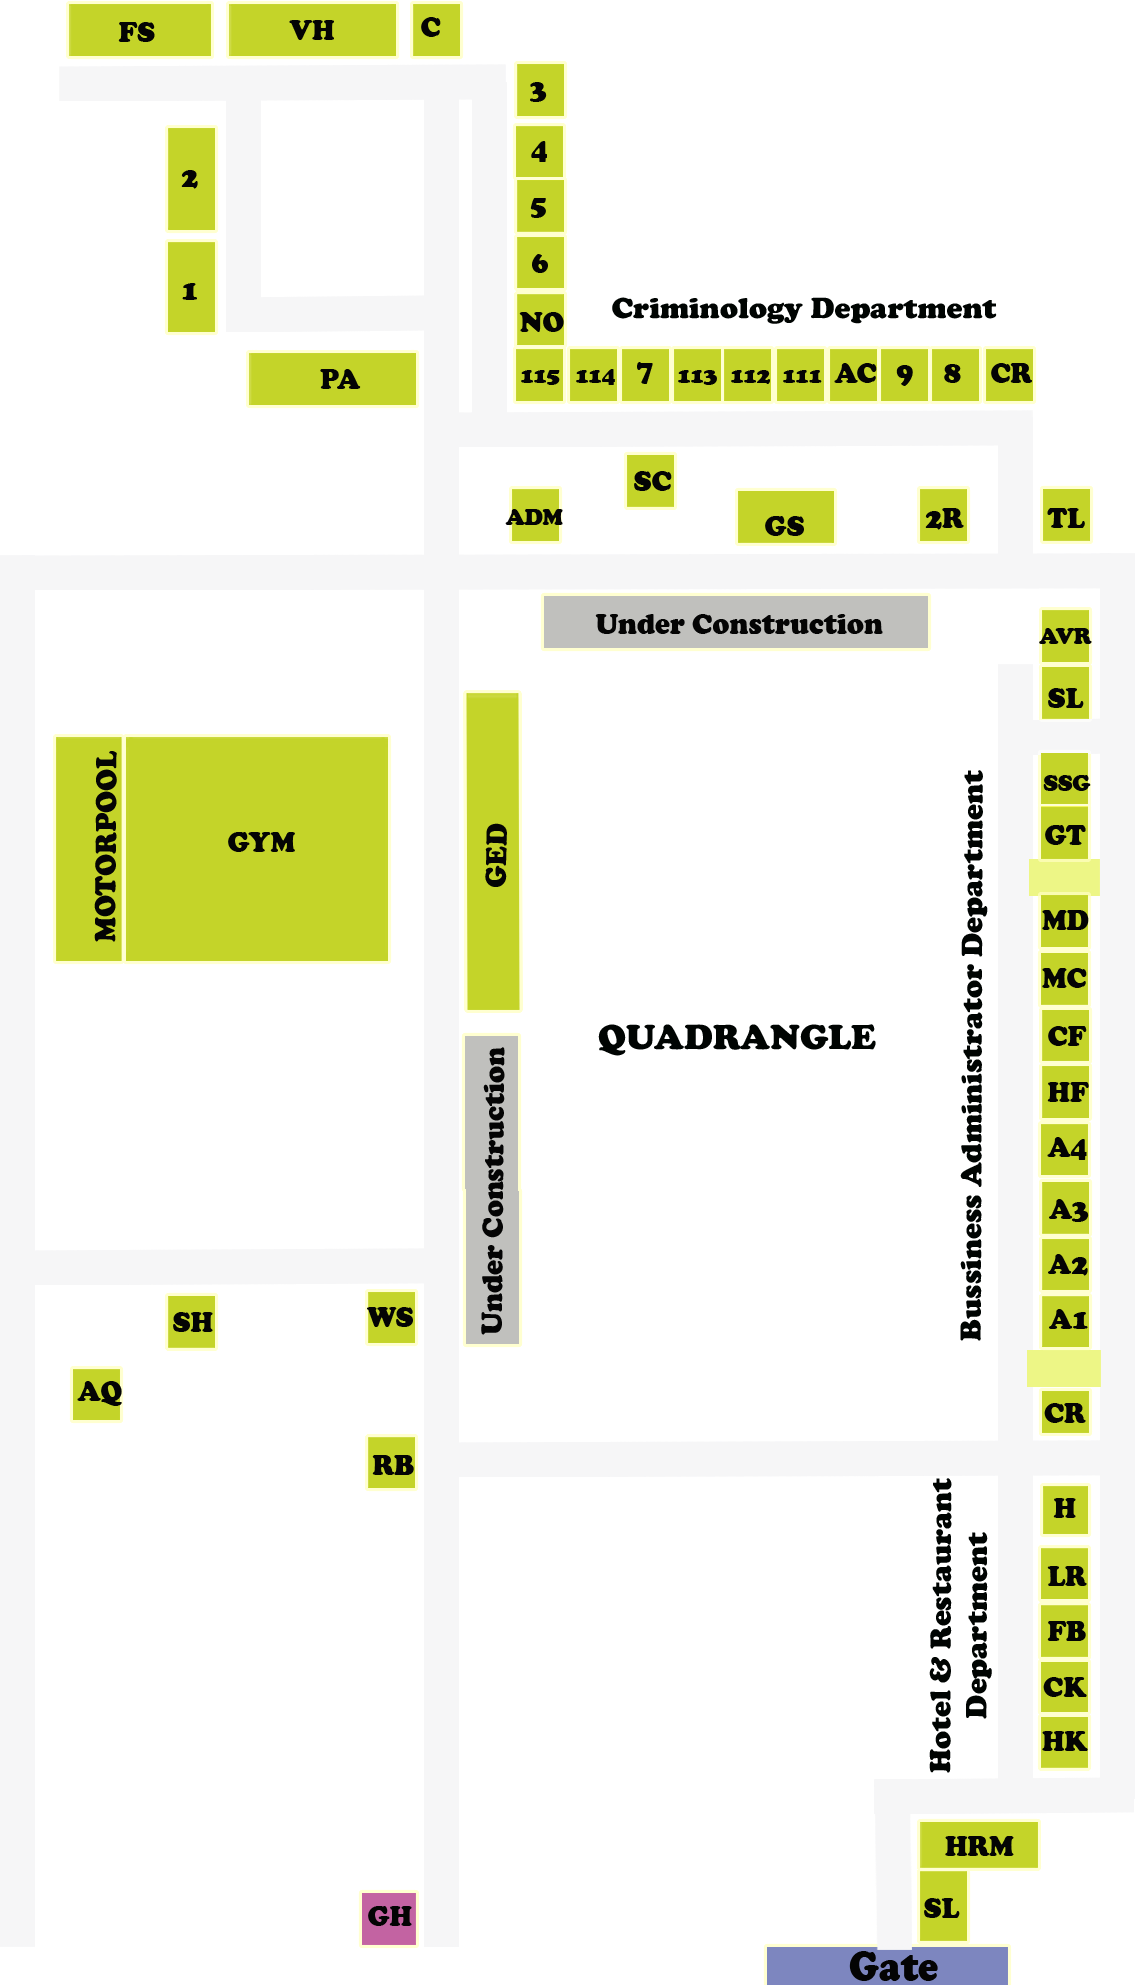 FS
VH
C
3
4
2
5
6
1
NO
Criminology Department
PA
115
114
7
113
112
111
AC
9
8
CR
SC
ADM
GS
2R
TL
Under Construction
AVR
SL
MOTORPOOL
GYM
GED
SSG
GT
MD
MC
QUADRANGLE
Bussiness Administrator Department
CF
HF
A4
A3
A2
A1
Under Construction
SH
WS
AQ
RB
CR
Hotel & Restaurant
Department
H
LR
FB
CK
HK
HRM
SL
GH
Gate